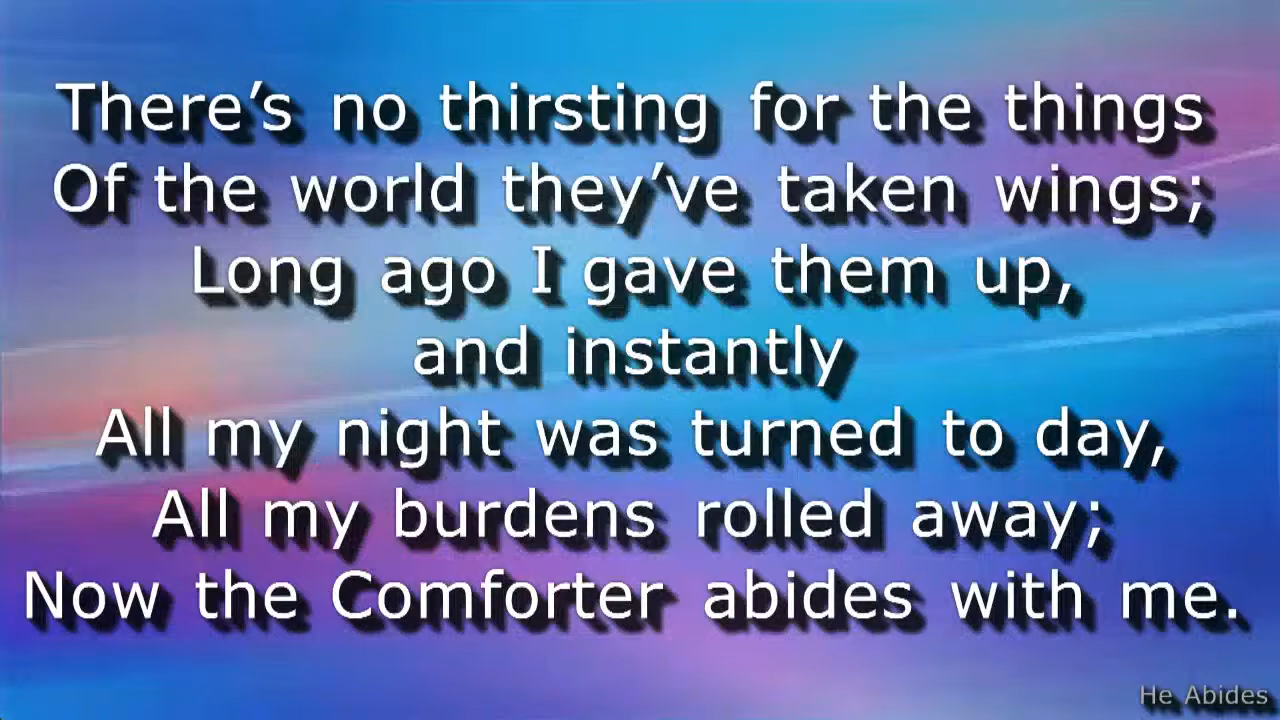 There’s no thirsting for the things
Of the world they’ve taken wings;
Long ago I gave them up,
and instantly
All my night was turned to day,
All my burdens rolled away;
Now the Comforter abides with me.
He Abides